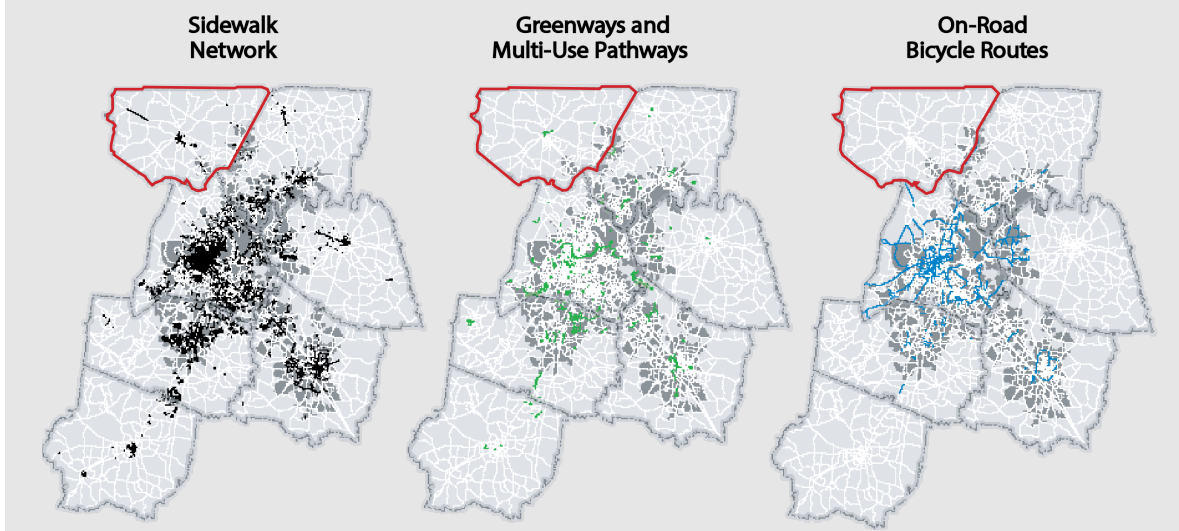 Sidewalk
Network
Greenways and
Multi-Use Pathways
On-Road
Bicycle Routes